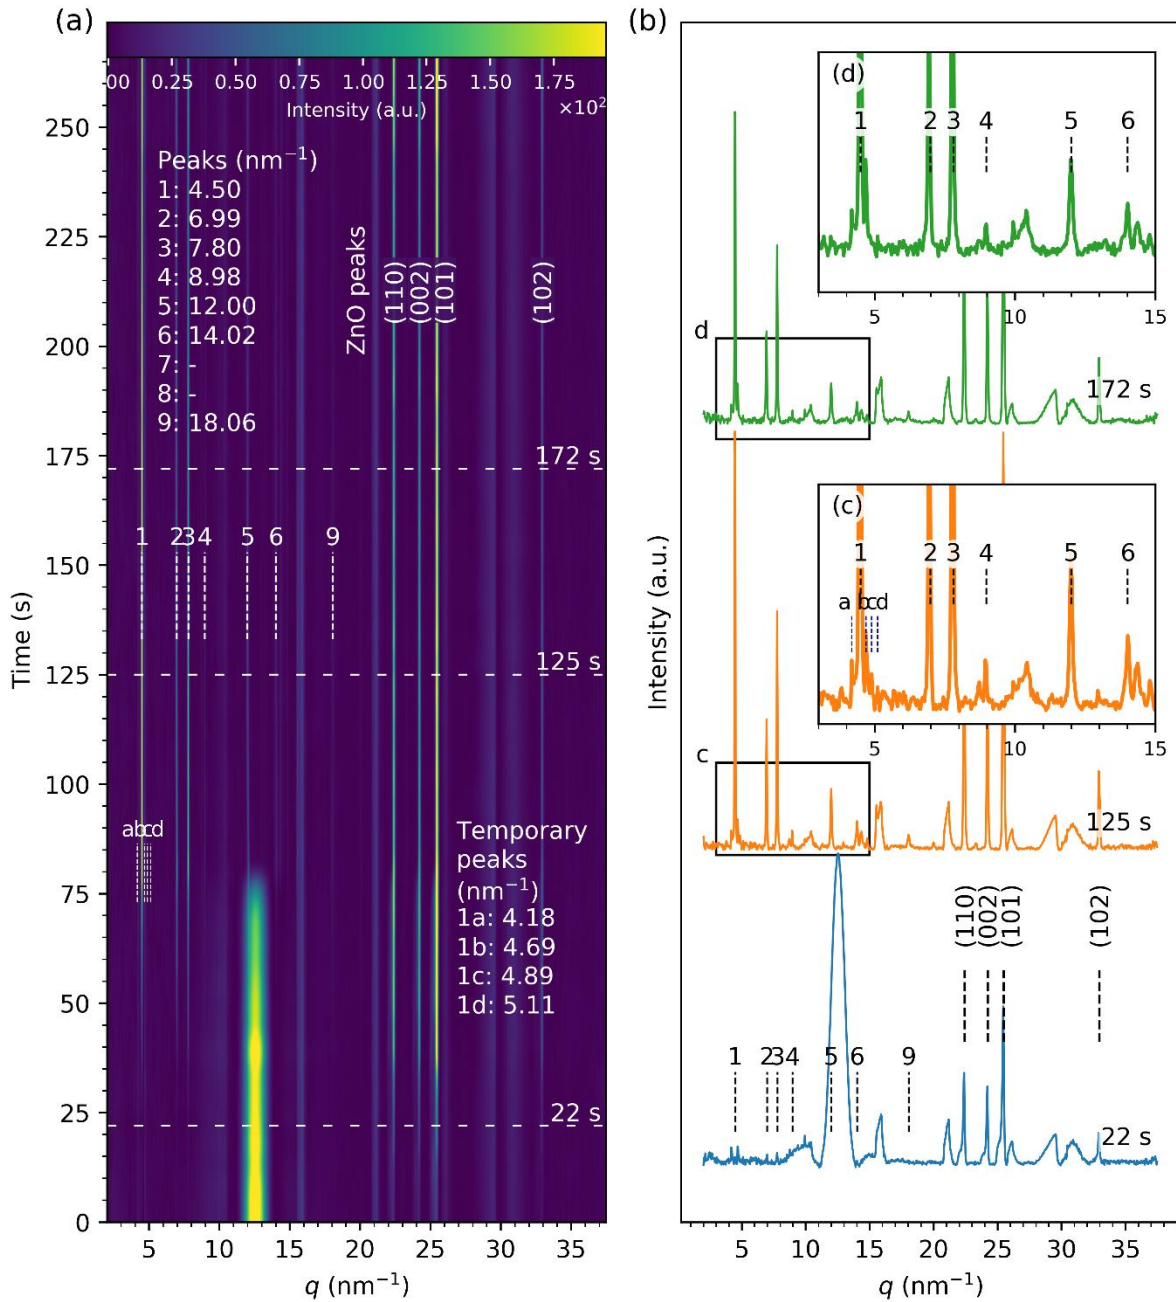 (a)
00 0.25 0.50 0.75 1.00 1.25 1.50 1.75
Intensity (a.u.)
×10²
Peaks (nm⁻¹)
1: 4.50
2: 6.99
3: 7.80
4: 8.98
5: 12.00
6: 14.02
7: -
8: -
9: 18.06
ZnO peaks
(110)
(002)
(101)
(102)
172 s
1 2 3 4 5 6 9
125 s
a b c d
Temporary
peaks
(nm⁻¹)
1a: 4.18
1b: 4.69
1c: 4.89
1d: 5.11
22 s
250
225
200
175
150
125
100
75
50
25
0
Time (s)
5 10 15 20 25 30 35
q (nm⁻¹)
(b)
(d)
1 2 3 4 5 6
5 10 15
d
172 s
(c)
1 2 3 4 5 6
a b c d
5 10 15
c
125 s
(110)
(002)
(101)
(102)
1 2 3 4 5 6 9
22 s
Intensity (a.u.)
5 10 15 20 25 30 35
q (nm⁻¹)